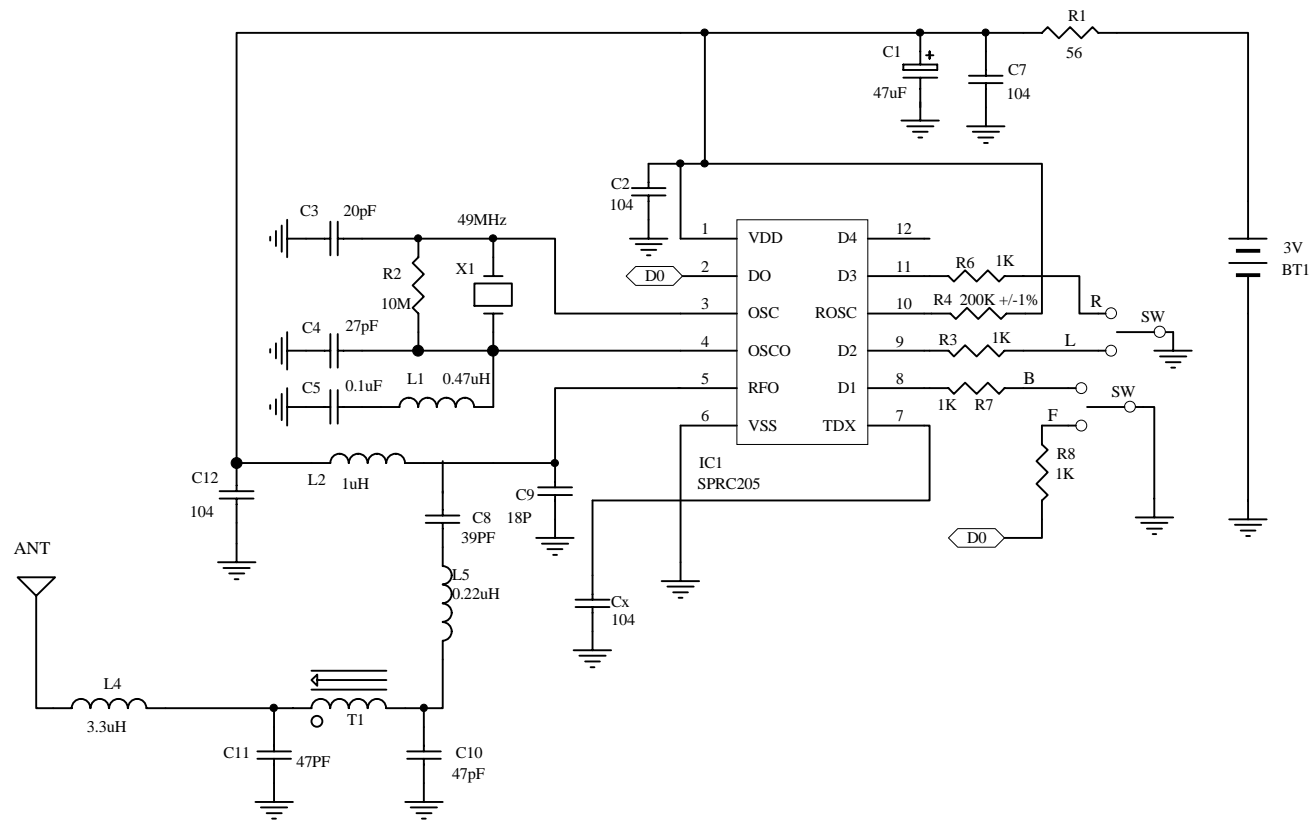 R1
56
C1
+
47uF
C7
104
C2
104
C3
20pF
49MHz
R2
10M
X1
C4
27pF
C5
0.1uF
L1
0.47uH
1
VDD
D4
12
D0
2
DO
D3
11
R6
1K
3
OSC
ROSC
10
R4
200K +/-1%
4
OSCO
D2
9
R3
1K
5
RFO
D1
8
1K
R7
6
VSS
TDX
7
IC1
SPRC205
R
SW
L
B
SW
F
R8
1K
D0
3V
BT1
C12
104
L2
1uH
C9
18P
C8
39PF
L5
0.22uH
Cx
104
ANT
L4
3.3uH
T1
C11
47PF
C10
47pF